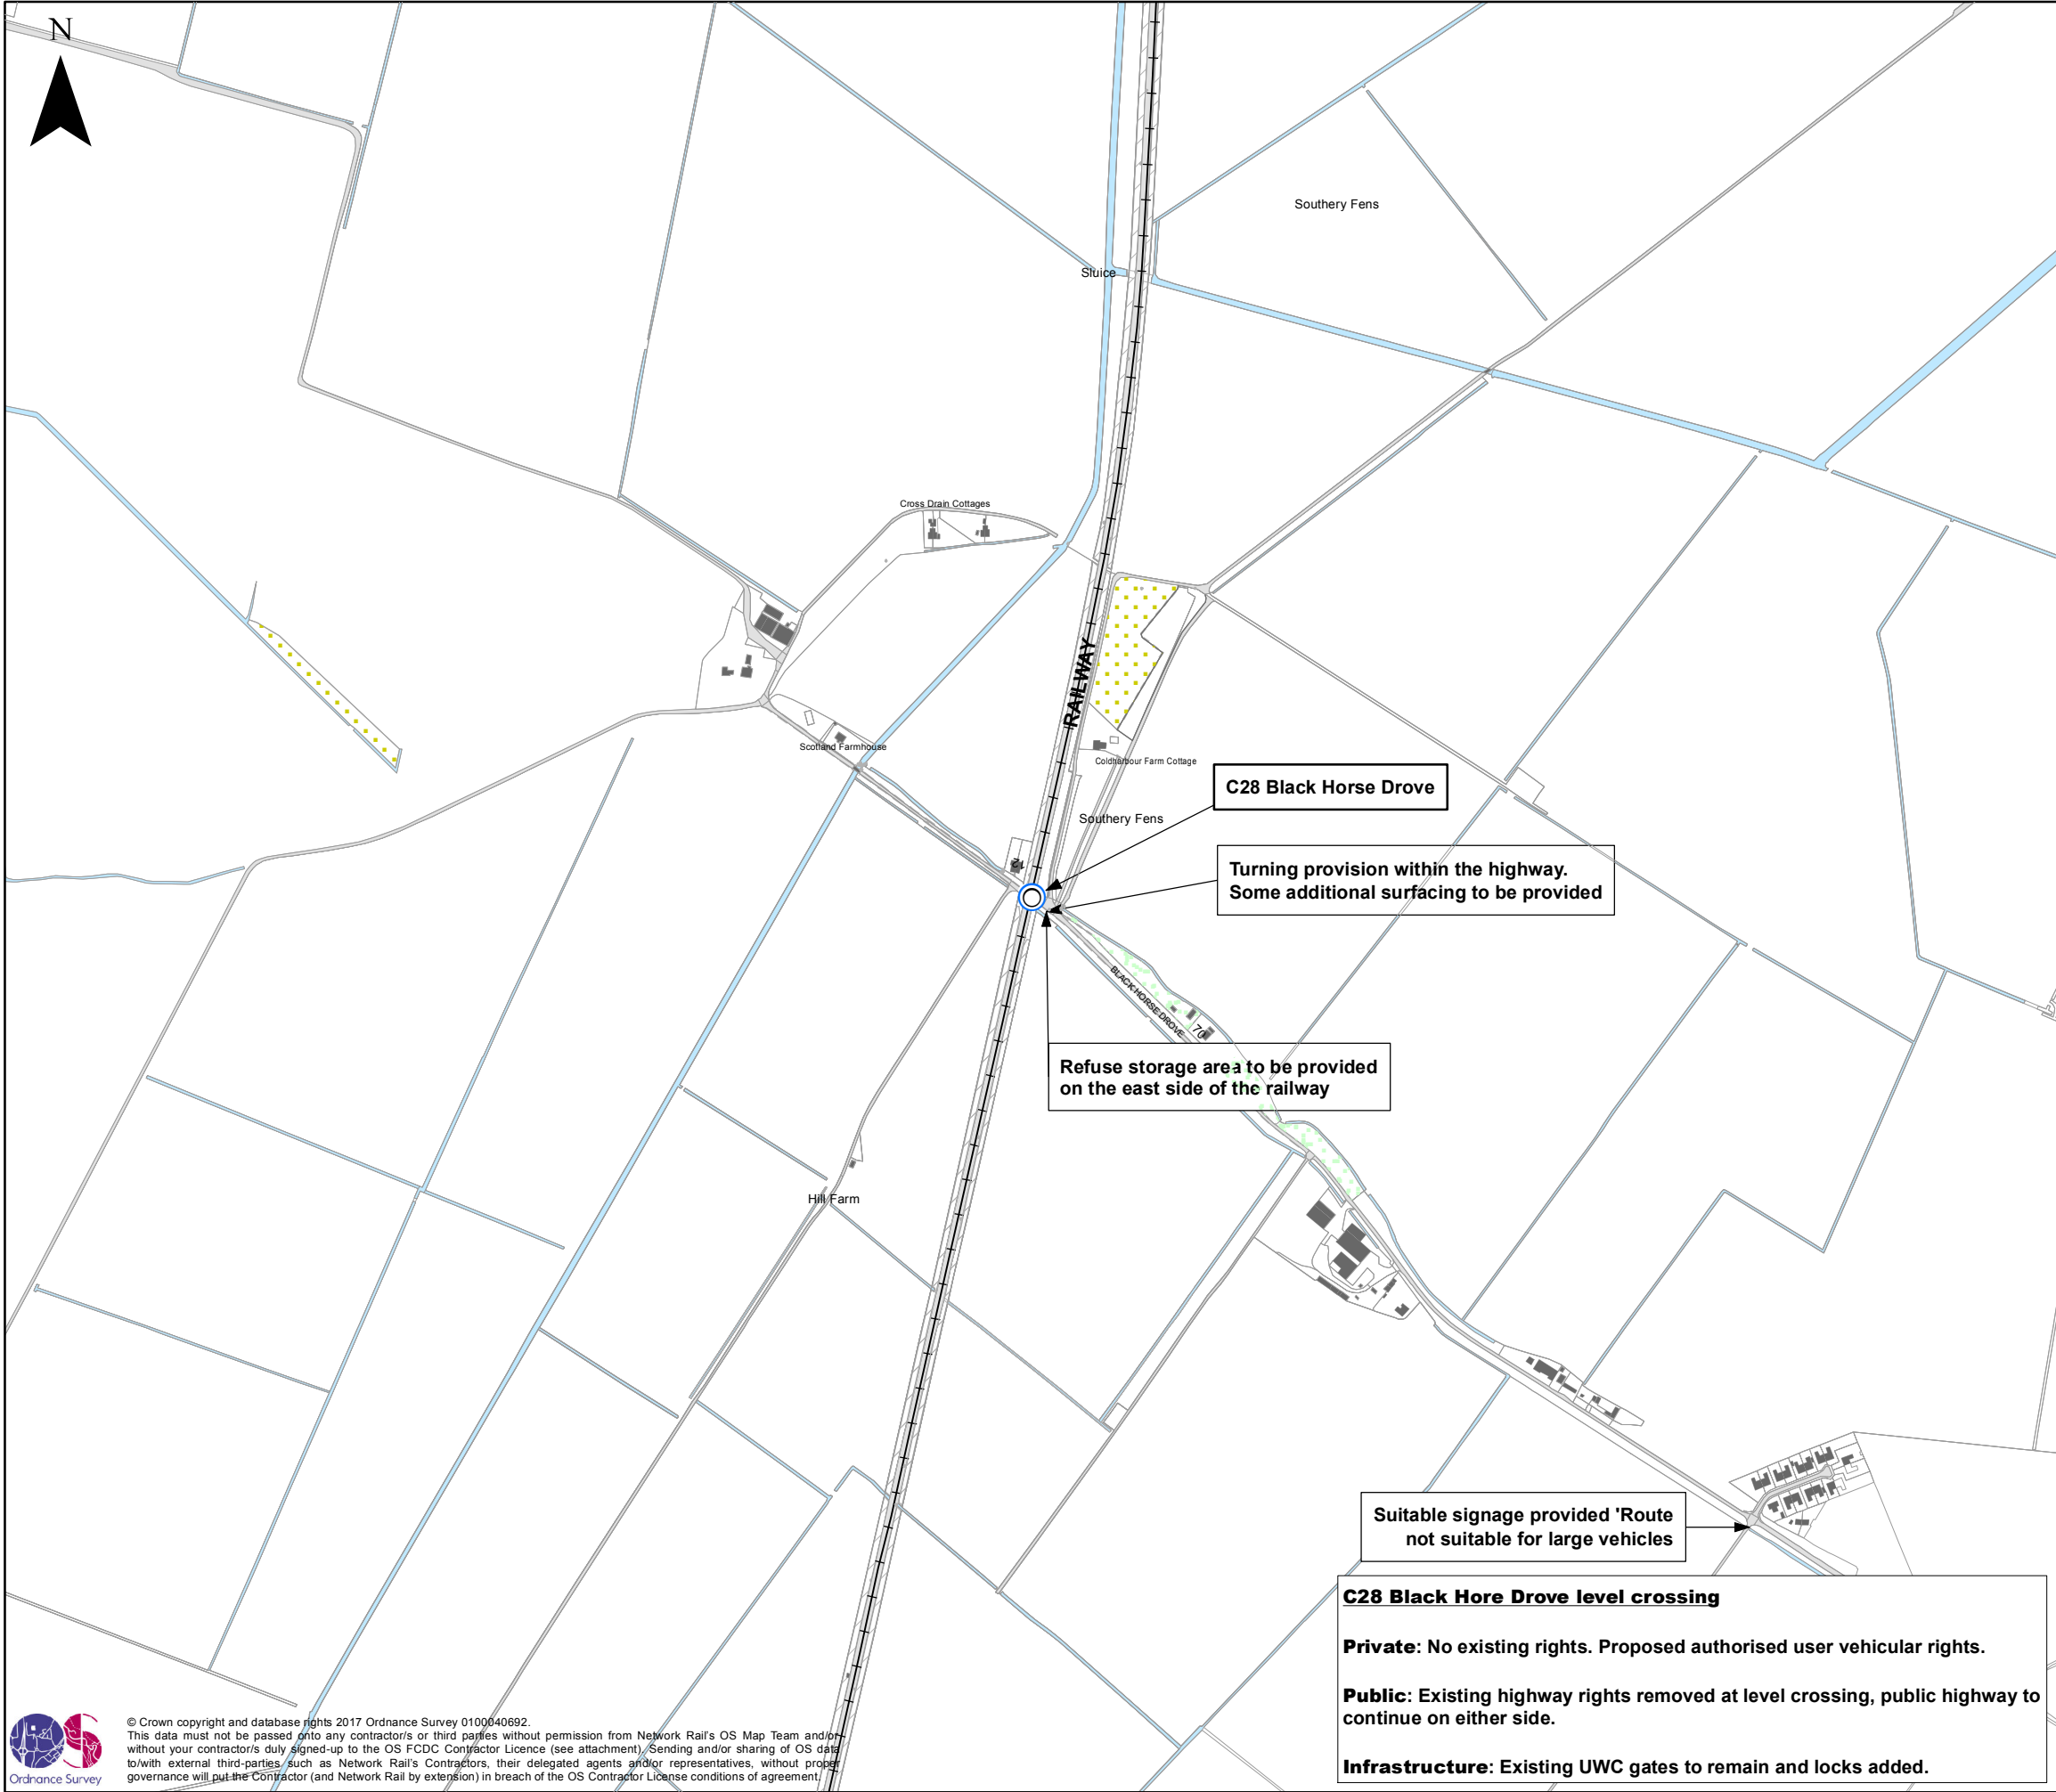 N
Southery Fens
Sluice
Cross Drain Cottages
RAILWAY
Scotland Farmhouse
Coldharbour Farm Cottage
C28 Black Horse Drove
Southery Fens
12
Turning provision within the highway.
Some additional surfacing to be provided
BLACK HORSE DROVE
70
Refuse storage area to be provided
on the east side of the railway
Hill Farm
Suitable signage provided 'Route
not suitable for large vehicles
C28 Black Hore Drove level crossing
Private: No existing rights. Proposed authorised user vehicular rights.
Public: Existing highway rights removed at level crossing, public highway to
continue on either side.
Infrastructure: Existing UWC gates to remain and locks added.
Ordnance Survey
© Crown copyright and database rights 2017 Ordnance Survey 0100040692.
This data must not be passed onto any contractor/s or third parties without permission from Network Rail's OS Map Team and/or
without your contractor/s duly signed-up to the OS FCDC Contractor Licence (see attachment). Sending and/or sharing of OS data
to/with external third-parties such as Network Rail's Contractors, their delegated agents and/or representatives, without proper
governance will put the Contractor (and Network Rail by extension) in breach of the OS Contractor License conditions of agreement.